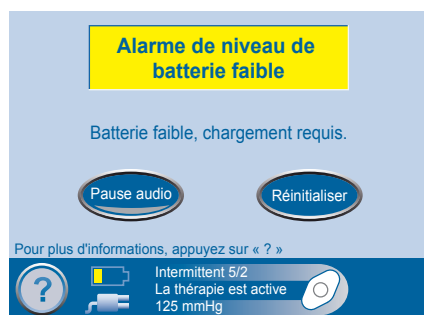 Alarme de niveau de
batterie faible
Batterie faible, chargement requis.
Pause audio
Réinitialiser
Pour plus d'informations, appuyez sur « ? »
?
Intermittent 5/2
La thérapie est active
125 mmHg